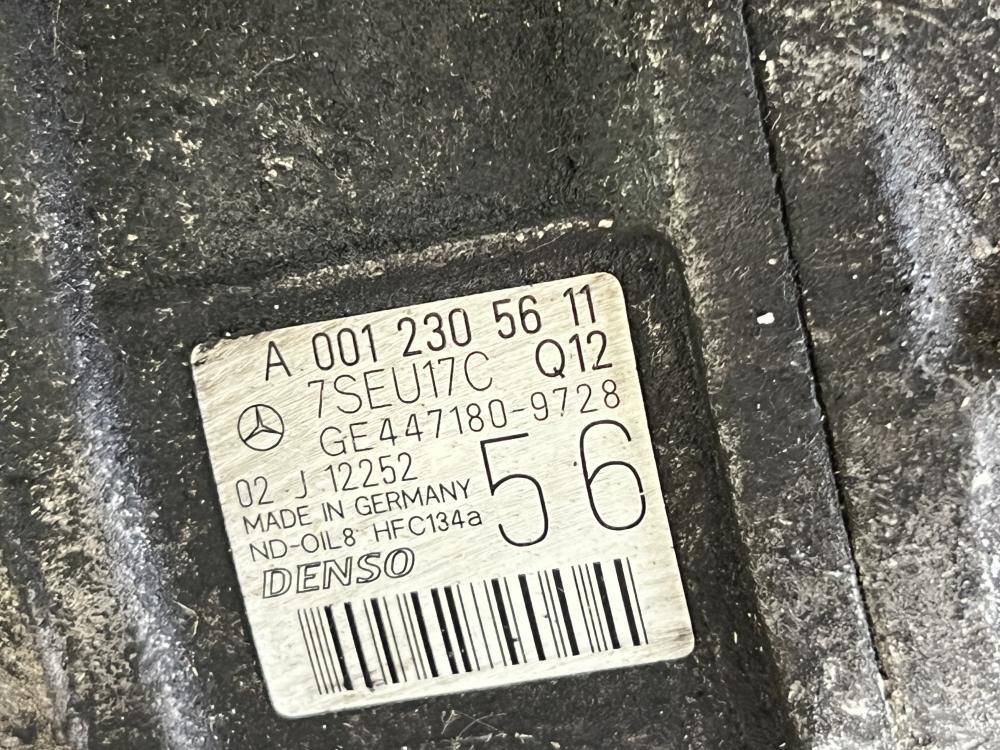 A 001 230 56 11
7SEU17C Q12
GE447180-9728
02 J 12252
56
MADE IN GERMANY
ND-OIL8 HFC134a
DENSO